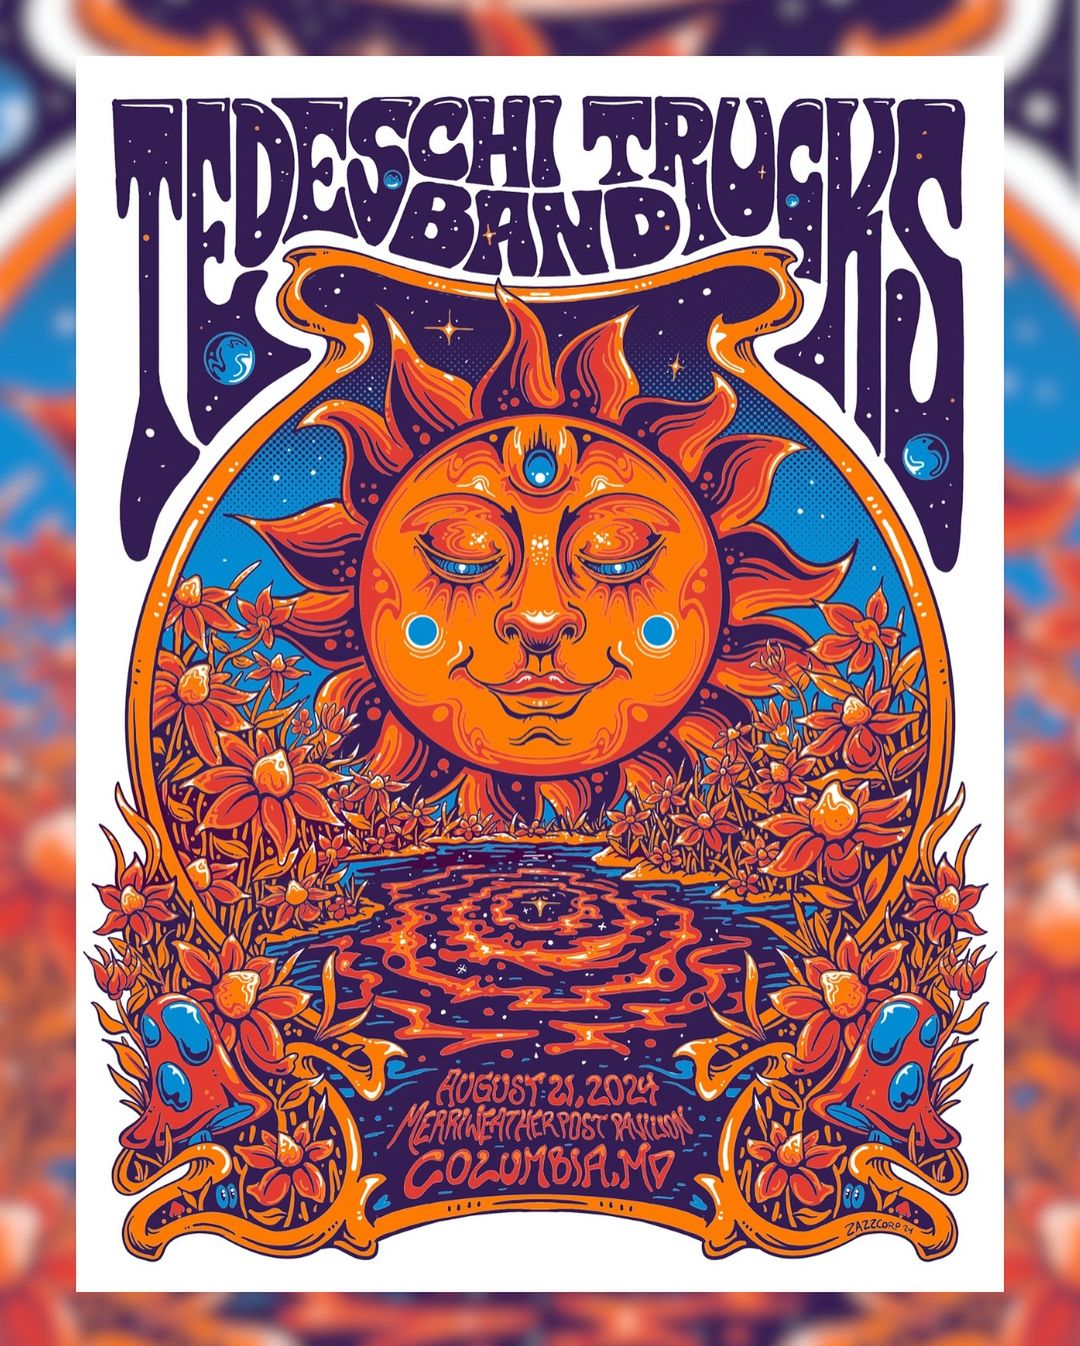 TEDESCHI TRUCKS
BAND
AUGUST 21, 2024
MERRIWEATHER POST PAVILION
COLUMBIA, MD
ZAZZCORP 24